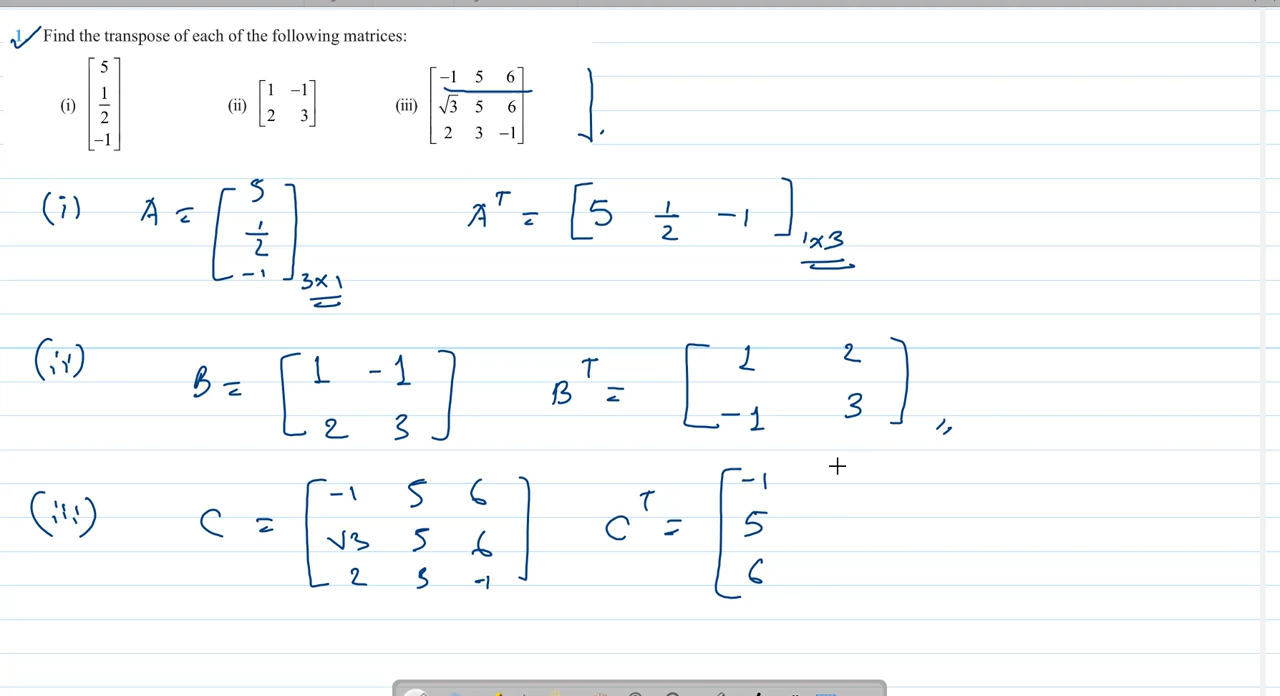 1. Find the transpose of each of the following matrices:
(i) [5 1/2 −1] (ii) [1 −1 2 3] (iii) [−1 5 6 √3 5 6 2 3 −1]
(i) A = [5 1/2 -1] 3×1 A^T = [5 1/2 -1] 1×3
(ii) B = [1 -1 2 3] B^T = [1 2 -1 3]
(iii) C = [-1 5 6 √3 5 6 2 3 -1] C^T = [-1 5 6